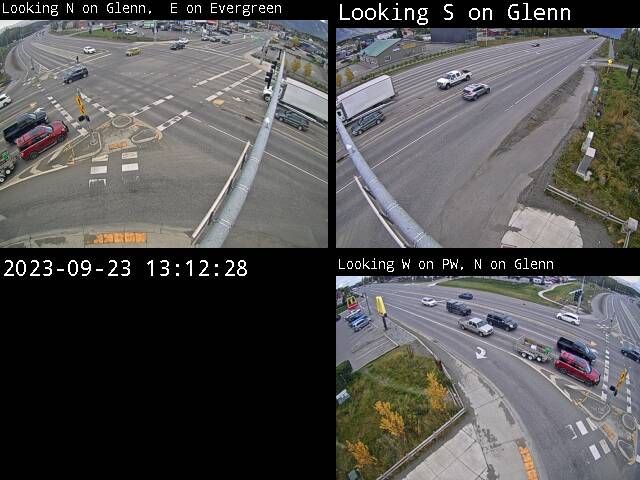 Looking N on Glenn,  E on Evergreen
Looking S on Glenn
2023-09-23 13:12:28
Looking W on PW, N on Glenn